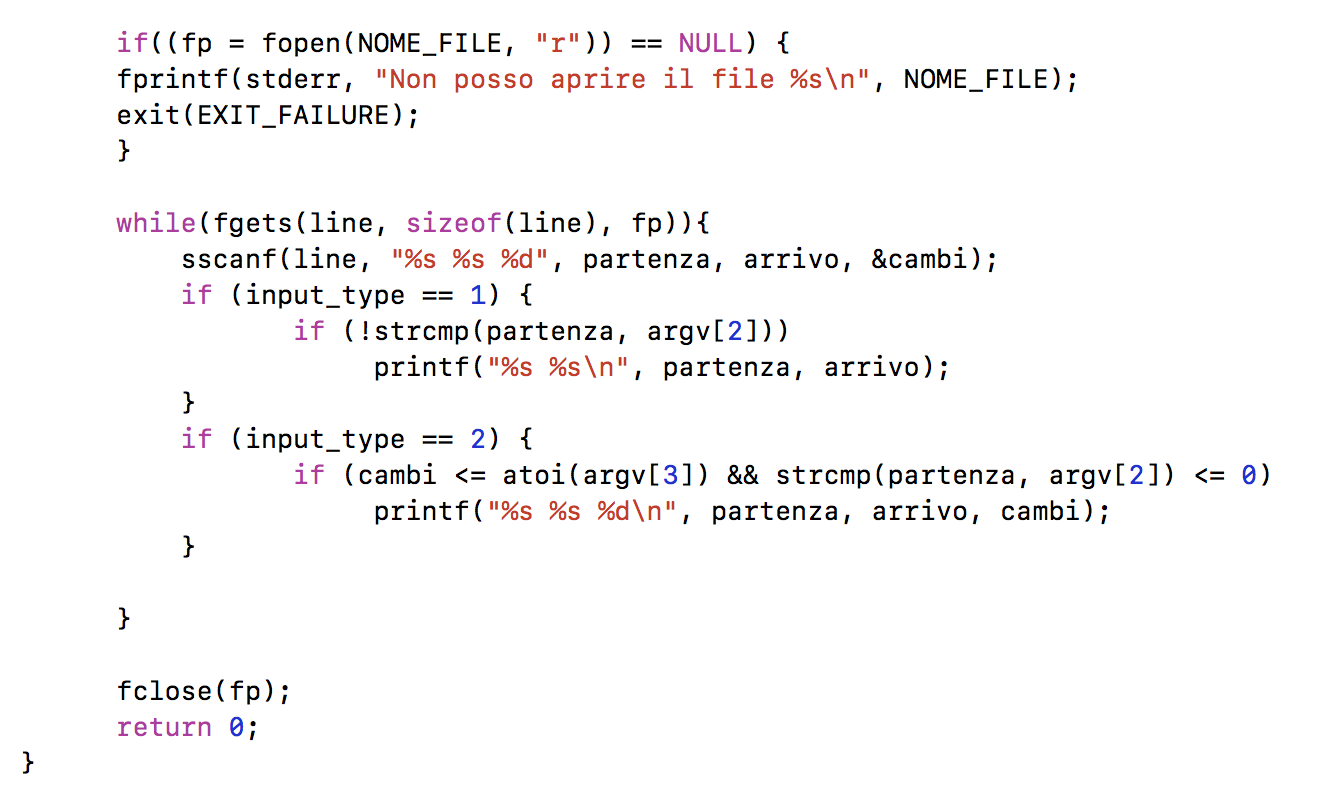 if((fp = fopen(NOME_FILE, "r")) == NULL) {
fprintf(stderr, "Non posso aprire il file %s\n", NOME_FILE);
exit(EXIT_FAILURE);
}
while(fgets(line, sizeof(line), fp)){
sscanf(line, "%s %s %d", partenza, arrivo, &cambi);
if (input_type == 1) {
if (!strcmp(partenza, argv[2]))
printf("%s %s\n", partenza, arrivo);
}
if (input_type == 2) {
if (cambi <= atoi(argv[3]) && strcmp(partenza, argv[2]) <= 0)
printf("%s %s %d\n", partenza, arrivo, cambi);
}
}
fclose(fp);
return 0;
}